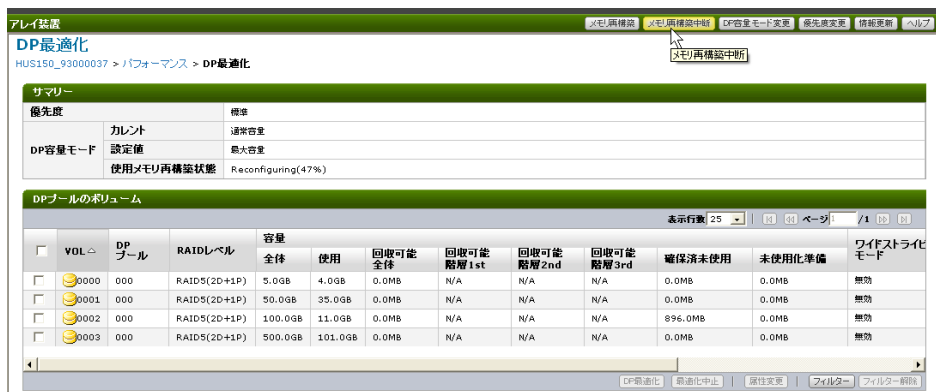 アレイ装置 メモリ再構築 メモリ再構築中断 DP容量モード変更 優先度変更 情報更新 ヘルプ
DP最適化
メモリ再構築中断
HUS150_93000037 > パフォーマンス > DP最適化
サマリー
優先度 標準
DP容量モード カレント 通常容量
設定値 最大容量
使用メモリ再構築状態 Reconfiguring(47%)
DPプールのボリューム
表示行数 25 | ページ 1 /1
VOL DPプール RAIDレベル 容量 ワイドストライピ
全体 使用 回収可能全体 回収可能階層1st 回収可能階層2nd 回収可能階層3rd 確保済未使用 未使用化準備 モード
0000 000 RAID5(2D+1P) 5.0GB 4.0GB 0.0MB N/A N/A N/A 0.0MB 0.0MB 無効
0001 000 RAID5(2D+1P) 50.0GB 35.0GB 0.0MB N/A N/A N/A 0.0MB 0.0MB 無効
0002 000 RAID5(2D+1P) 100.0GB 11.0GB 0.0MB N/A N/A N/A 896.0MB 0.0MB 無効
0003 000 RAID5(2D+1P) 500.0GB 101.0GB 0.0MB N/A N/A N/A 0.0MB 0.0MB 無効
DP最適化 最適化中止 | 属性変更 | フィルター フィルター解除